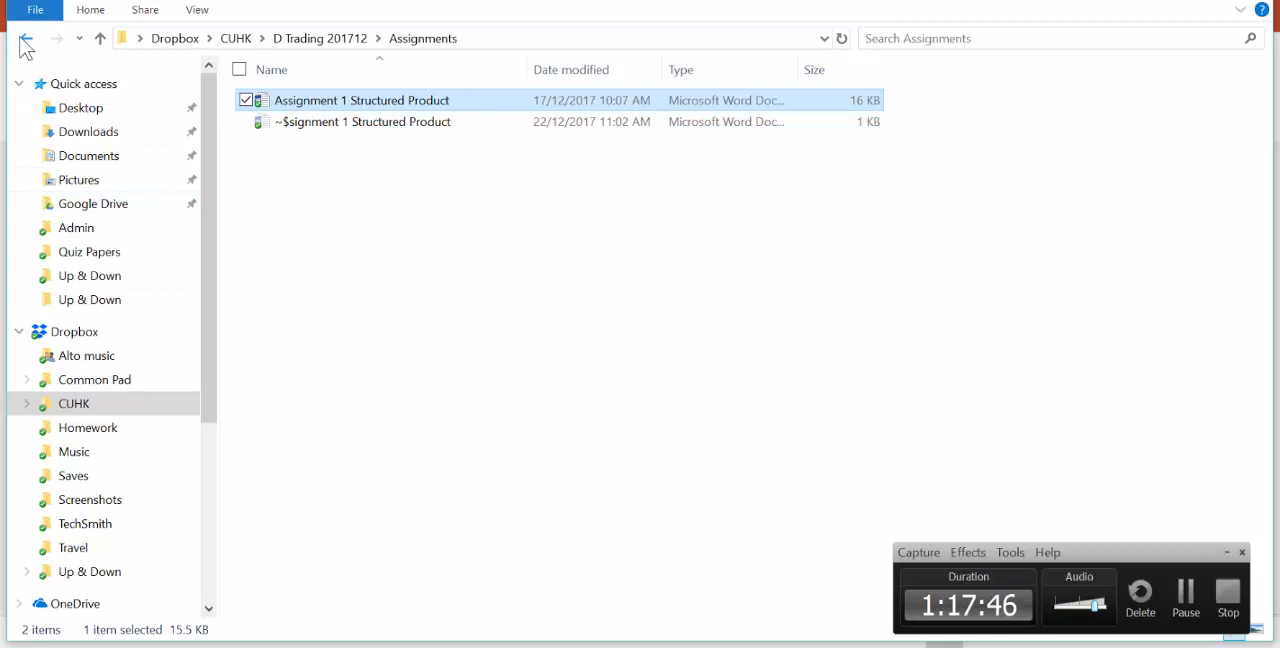 File Home Share View
Dropbox CUHK D Trading 201712 Assignments Search Assignments
Name Date modified Type Size
Assignment 1 Structured Product 17/12/2017 10:07 AM Microsoft Word Doc... 16 KB
~$signment 1 Structured Product 22/12/2017 11:02 AM Microsoft Word Doc... 1 KB
Quick access
Desktop
Downloads
Documents
Pictures
Google Drive
Admin
Quiz Papers
Up & Down
Up & Down
Dropbox
Alto music
Common Pad
CUHK
Homework
Music
Saves
Screenshots
TechSmith
Travel
Up & Down
OneDrive
2 items 1 item selected 15.5 KB
Capture Effects Tools Help
Duration Audio
1:17:46
Delete Pause Stop